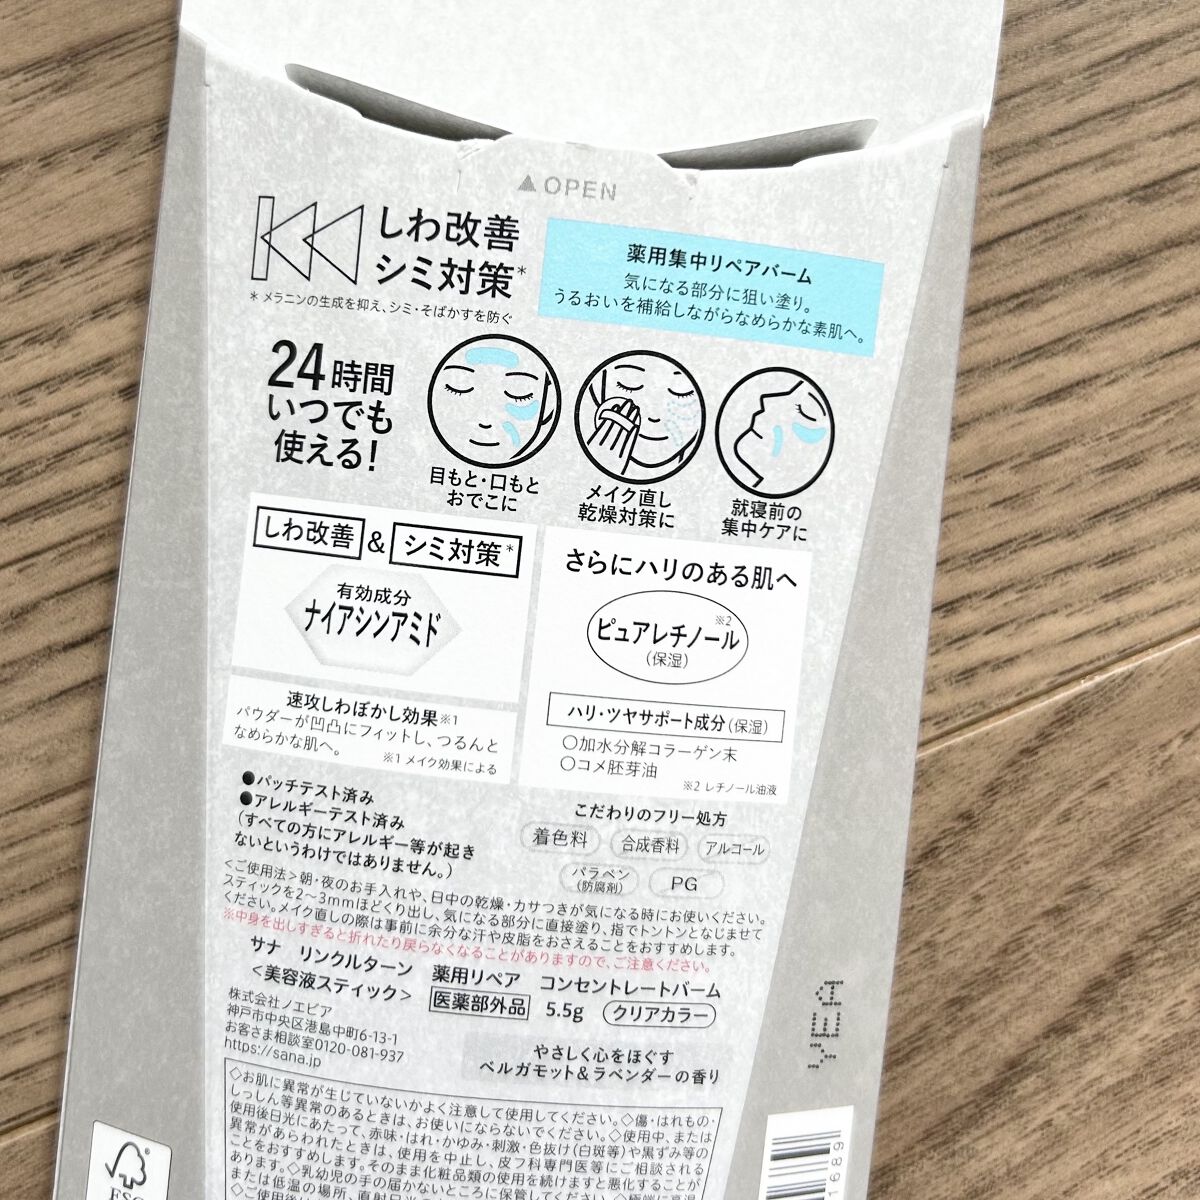 ▲OPEN
しわ改善
シミ対策*
* メラニンの生成を抑え、シミ・そばかすを防ぐ
薬用集中リペアバーム
気になる部分に狙い塗り。
うるおいを補給しながらなめらかな素肌へ。
24時間
いつでも
使える!
目もと・口もと
おでこに
メイク直し
乾燥対策に
就寝前の
集中ケアに
しわ改善 & シミ対策*
有効成分
ナイアシンアミド
速攻しわぼかし効果※1
パウダーが凹凸にフィットし、つるんと
なめらかな肌へ。
※1 メイク効果による
さらにハリのある肌へ
※2
ピュアレチノール
(保湿)
ハリ・ツヤサポート成分(保湿)
○加水分解コラーゲン末
○コメ胚芽油
※2 レチノール油液
●パッチテスト済み
●アレルギーテスト済み
(すべての方にアレルギー等が起き
ないというわけではありません。)
こだわりのフリー処方
着色料 合成香料 アルコール
パラベン
(防腐剤)
PG
<ご使用法>朝・夜のお手入れや、日中の乾燥・カサつきが気になる時にお使いください。
スティックを2〜3mmほどくり出し、気になる部分に直接塗り、指でトントンとなじませて
ください。メイク直しの際は事前に余分な汗や皮脂をおさえることをおすすめします。
※中身を出しすぎると折れたり戻らなくなることがありますので、ご注意ください。
サナ リンクルターン 薬用リペア コンセントレートバーム
<美容液スティック> 医薬部外品 5.5g クリアカラー
株式会社ノエビア
神戸市中央区港島中町6-13-1
お客さま相談室0120-081-937
https://sana.jp
やさしく心をほぐす
ベルガモット&ラベンダーの香り
◇お肌に異常が生じていないかよく注意して使用してください。◇傷・はれもの・
しっしん等異常のあるときは、お使いにならないでください。◇使用中、または
使用後日光にあたって、赤味・はれ・かゆみ・刺激・色抜け(白斑等)や黒ずみ等の
異常があらわれたときは、使用を中止し、皮フ科専門医等にご相談される
ことをおすすめします。そのまま化粧品類の使用を続けますと悪化することが
あります。◇乳幼児の手の届かないところに保管してください。◇極端に高温
または低温の場所、直射日光
◇ご使用後は
FSC
1689